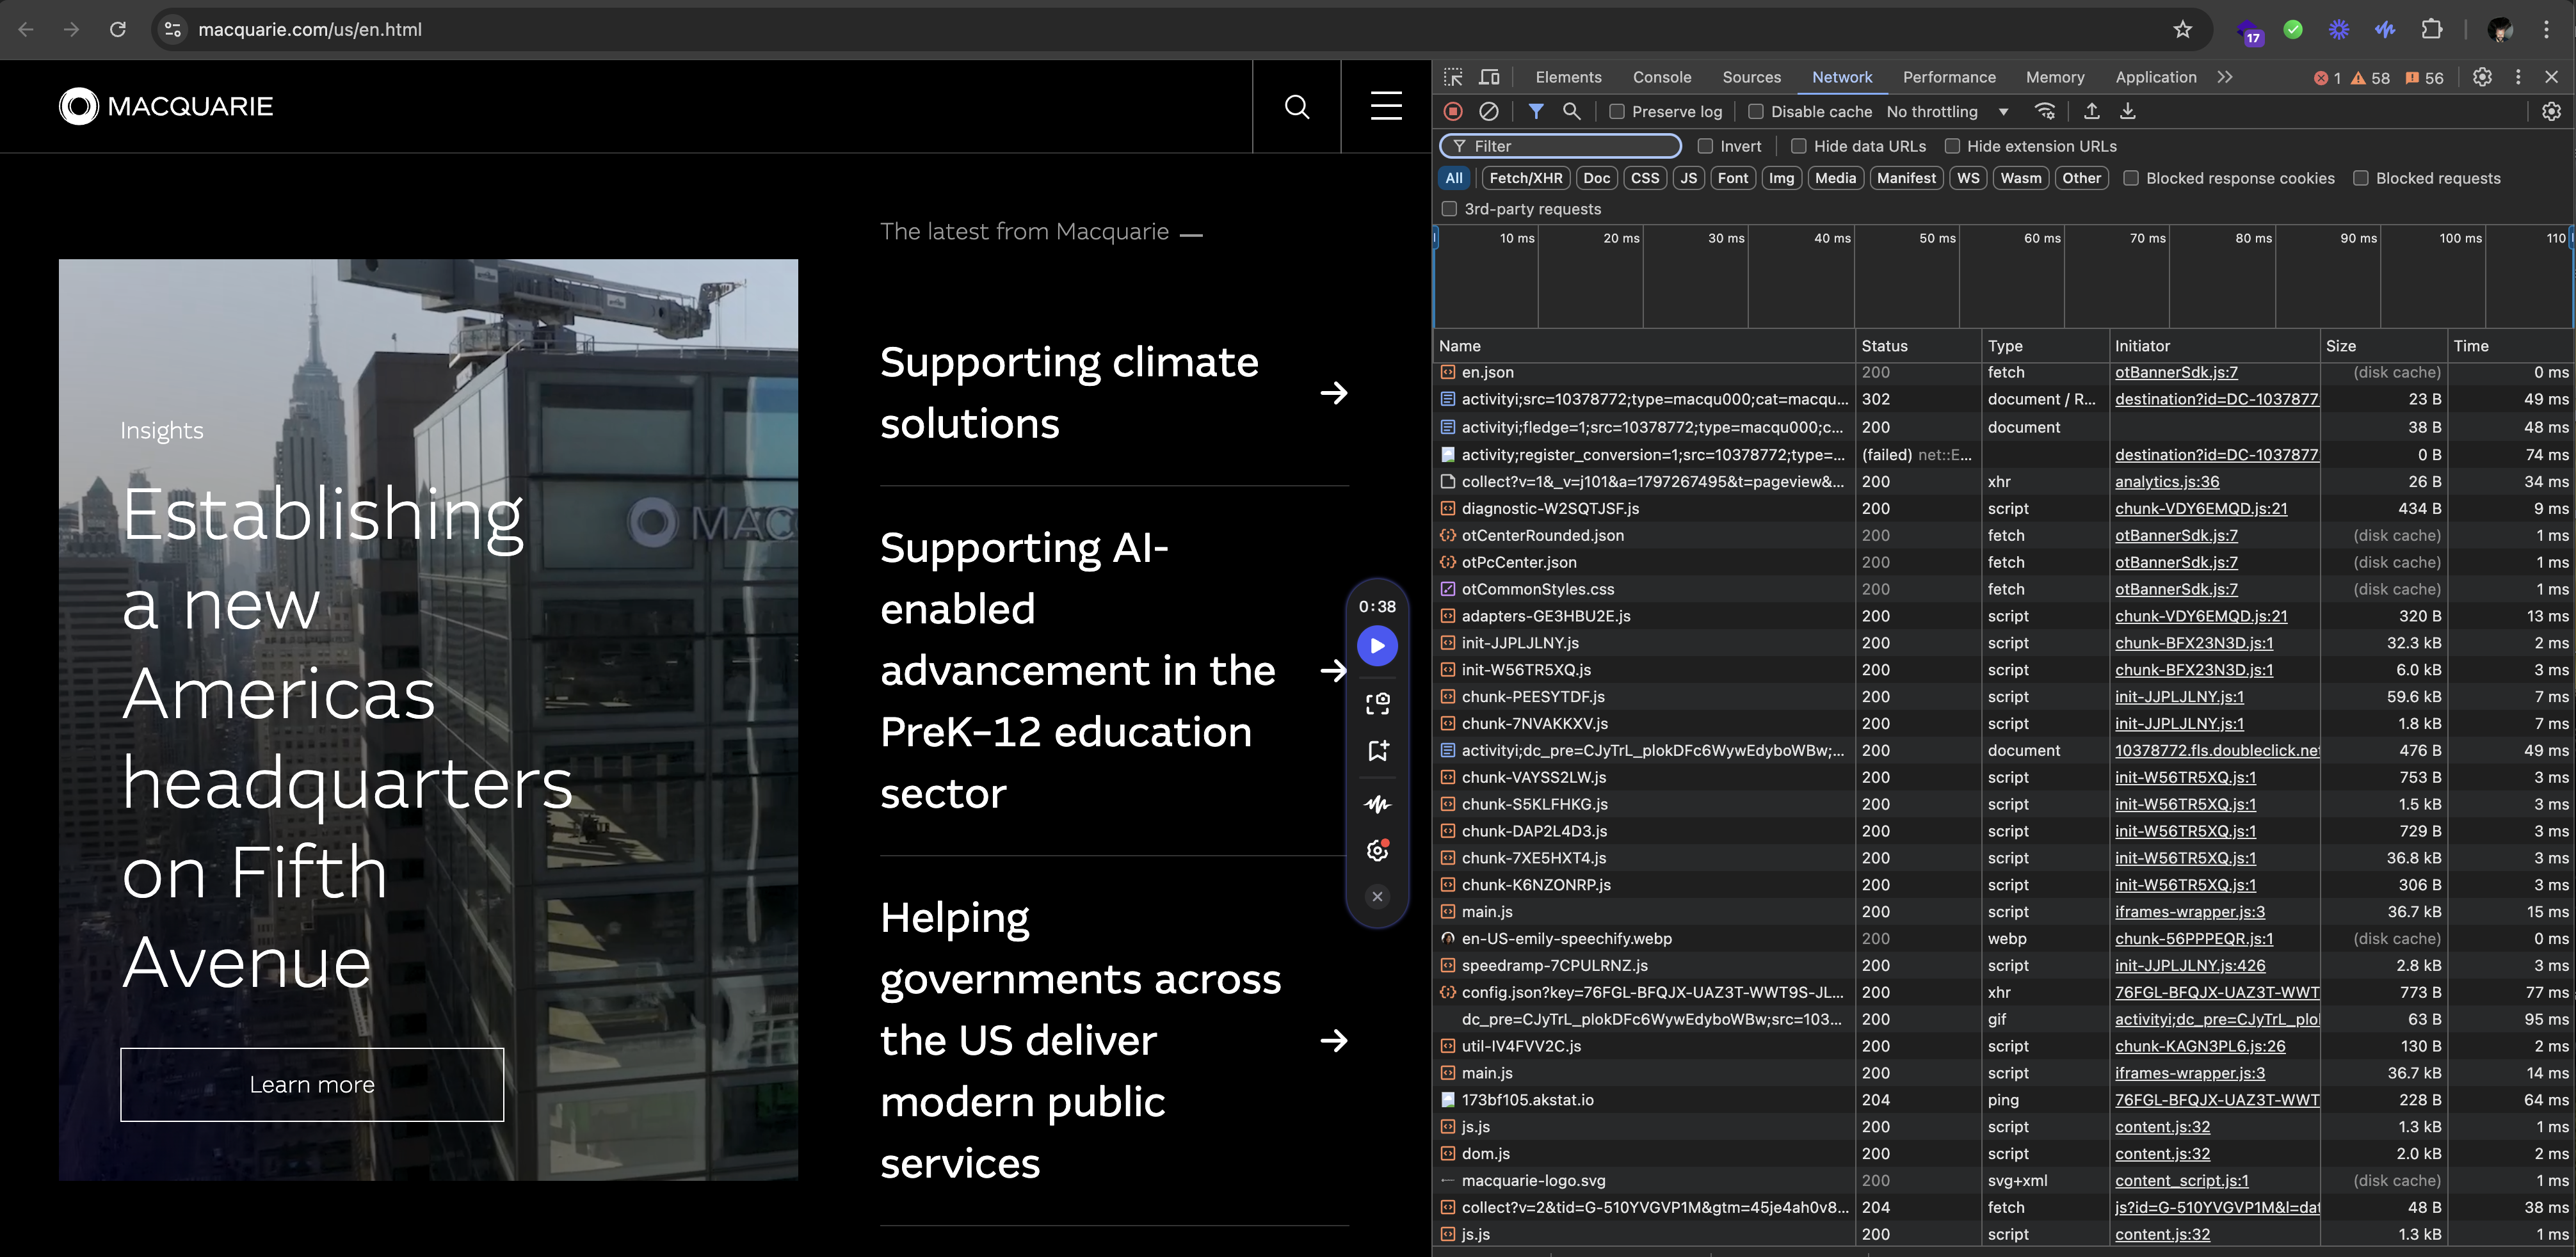 macquarie.com/us/en.html
17
MACQUARIE
The latest from Macquarie
Insights
Establishing
a new
Americas
headquarters
on Fifth
Avenue
Learn more
MAC
Supporting climate
solutions
Supporting AI-
enabled
advancement in the
PreK–12 education
sector
Helping
governments across
the US deliver
modern public
services
0:38
Elements Console Sources Network Performance Memory Application 1 58 56
Preserve log Disable cache No throttling
Filter Invert Hide data URLs Hide extension URLs
All Fetch/XHR Doc CSS JS Font Img Media Manifest WS Wasm Other Blocked response cookies Blocked requests
3rd-party requests
10 ms 20 ms 30 ms 40 ms 50 ms 60 ms 70 ms 80 ms 90 ms 100 ms 110
Name Status Type Initiator Size Time
en.json 200 fetch otBannerSdk.js:7 (disk cache) 0 ms
activityi;src=10378772;type=macqu000;cat=macqu... 302 document / R... destination?id=DC-1037877 23 B 49 ms
activityi;fledge=1;src=10378772;type=macqu000;c... 200 document 38 B 48 ms
activity;register_conversion=1;src=10378772;type=... (failed) net::E... destination?id=DC-1037877 0 B 74 ms
collect?v=1&_v=j101&a=1797267495&t=pageview&... 200 xhr analytics.js:36 26 B 34 ms
diagnostic-W2SQTJSF.js 200 script chunk-VDY6EMQD.js:21 434 B 9 ms
otCenterRounded.json 200 fetch otBannerSdk.js:7 (disk cache) 1 ms
otPcCenter.json 200 fetch otBannerSdk.js:7 (disk cache) 1 ms
otCommonStyles.css 200 fetch otBannerSdk.js:7 (disk cache) 1 ms
adapters-GE3HBU2E.js 200 script chunk-VDY6EMQD.js:21 320 B 13 ms
init-JJPLJLNY.js 200 script chunk-BFX23N3D.js:1 32.3 kB 2 ms
init-W56TR5XQ.js 200 script chunk-BFX23N3D.js:1 6.0 kB 3 ms
chunk-PEESYTDF.js 200 script init-JJPLJLNY.js:1 59.6 kB 7 ms
chunk-7NVAKKXV.js 200 script init-JJPLJLNY.js:1 1.8 kB 7 ms
activityi;dc_pre=CJyTrL_plokDFc6WywEdyboWBw;... 200 document 10378772.fls.doubleclick.net 476 B 49 ms
chunk-VAYSS2LW.js 200 script init-W56TR5XQ.js:1 753 B 3 ms
chunk-S5KLFHKG.js 200 script init-W56TR5XQ.js:1 1.5 kB 3 ms
chunk-DAP2L4D3.js 200 script init-W56TR5XQ.js:1 729 B 3 ms
chunk-7XE5HXT4.js 200 script init-W56TR5XQ.js:1 36.8 kB 3 ms
chunk-K6NZONRP.js 200 script init-W56TR5XQ.js:1 306 B 3 ms
main.js 200 script iframes-wrapper.js:3 36.7 kB 15 ms
en-US-emily-speechify.webp 200 webp chunk-56PPPEQR.js:1 (disk cache) 0 ms
speedramp-7CPULRNZ.js 200 script init-JJPLJLNY.js:426 2.8 kB 3 ms
config.json?key=76FGL-BFQJX-UAZ3T-WWT9S-JL... 200 xhr 76FGL-BFQJX-UAZ3T-WWT 773 B 77 ms
dc_pre=CJyTrL_plokDFc6WywEdyboWBw;src=103... 200 gif activityi;dc_pre=CJyTrL_plo 63 B 95 ms
util-IV4FVV2C.js 200 script chunk-KAGN3PL6.js:26 130 B 2 ms
main.js 200 script iframes-wrapper.js:3 36.7 kB 14 ms
173bf105.akstat.io 204 ping 76FGL-BFQJX-UAZ3T-WWT 228 B 64 ms
js.js 200 script content.js:32 1.3 kB 1 ms
dom.js 200 script content.js:32 2.0 kB 2 ms
macquarie-logo.svg 200 svg+xml content_script.js:1 (disk cache) 1 ms
collect?v=2&tid=G-510YVGVP1M&gtm=45je4ah0v8... 204 fetch js?id=G-510YVGVP1M&l=dat 48 B 38 ms
js.js 200 script content.js:32 1.3 kB 1 ms